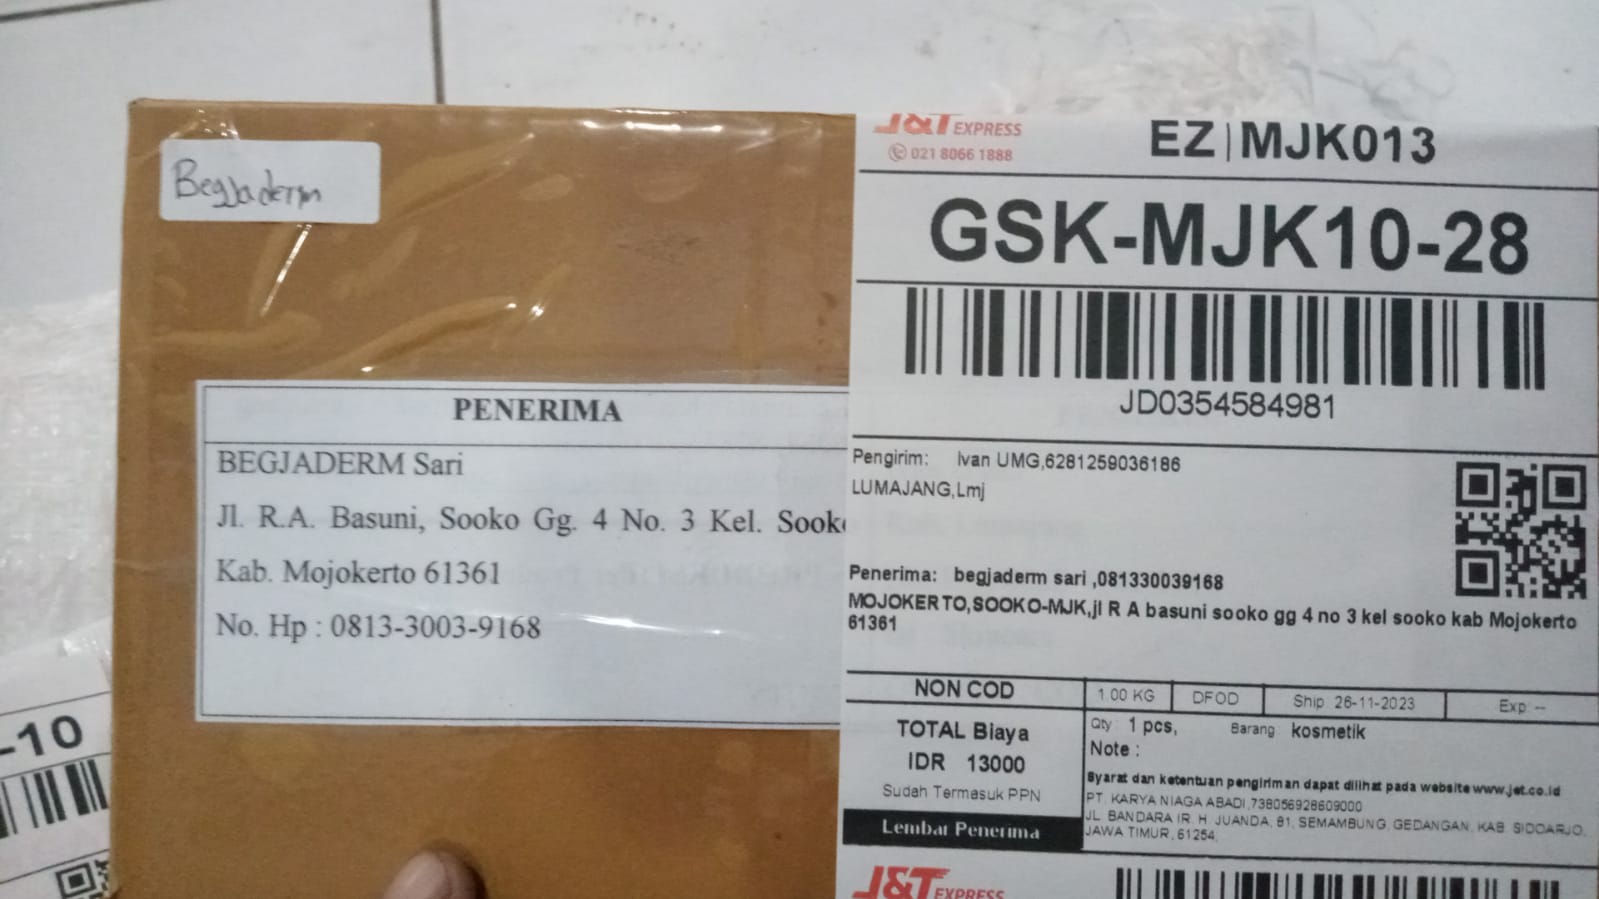 Begjaderm
PENERIMA
BEGJADERM Sari
Jl. R.A. Basuni, Sooko Gg. 4 No. 3 Kel. Sooko
Kab. Mojokerto 61361
No. Hp : 0813-3003-9168
J&T EXPRESS
021 8066 1888
EZ|MJK013
GSK-MJK10-28
JD0354584981
Pengirim: Ivan UMG,6281259036186
LUMAJANG,Lmj
Penerima: begjaderm sari ,081330039168
MOJOKERTO,SOOKO-MJK,jl R A basuni sooko gg 4 no 3 kel sooko kab Mojokerto
61361
NON COD
1.00 KG
DFOD
Ship 26-11-2023
Exp: --
TOTAL Biaya
IDR 13000
Sudah Termasuk PPN
Lembar Penerima
Qty : 1 pcs, Barang kosmetik
Note :
Syarat dan ketentuan pengiriman dapat dilihat pada website www.jet.co.id
PT. KARYA NIAGA ABADI,738056928609000
JL. BANDARA IR. H. JUANDA, 81, SEMAMBUNG, GEDANGAN, KAB. SIDOARJO,
JAWA TIMUR, 61254,
J&T EXPRESS
-10